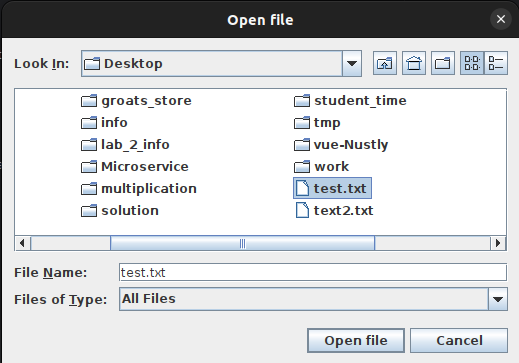 Open file
Look In: Desktop
groats_store
info
lab_2_info
Microservice
multiplication
solution
student_time
tmp
vue-Nustly
work
test.txt
text2.txt
File Name: test.txt
Files of Type: All Files
Open file Cancel